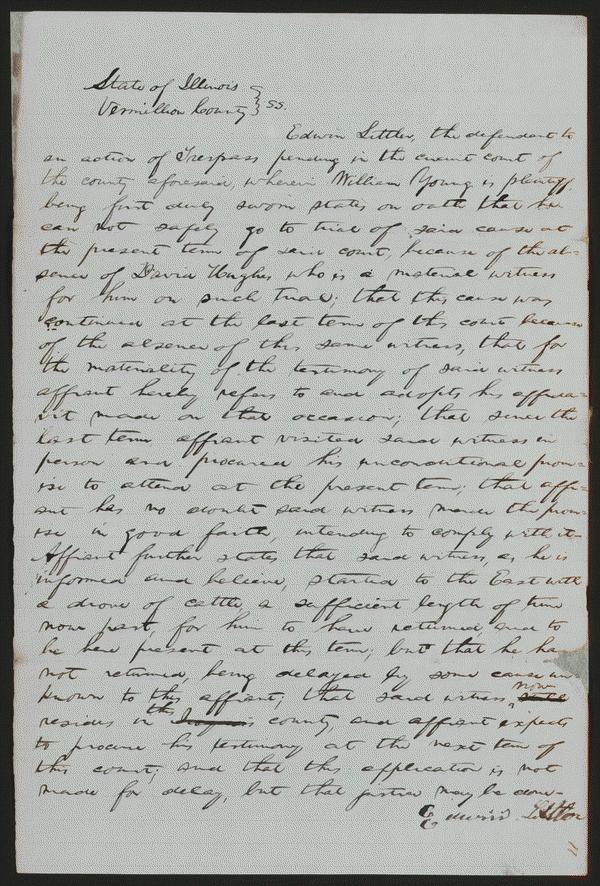 State of Illinois }
Vermillion County } ss.
Edwin Littler, the defendant to
an action of Trespass pending in the circuit court of
the county aforesaid, wherein William Young is plaintiff
being first duly sworn states on oath that he
can not safely go to trial of said cause at
the present term of said court, because of the ab-
sence of David Hughes who is a material witness
for him on such trial; that this cause was
continued at the last term of this court because
of the absence of this same witness, that for
the materiality of the testimony of said witness
affiant hereby refers to and adopts his affida-
vit made on that occasion; that since the
last term affiant visited said witness in
person and procured his unconditional prom-
ise to attend at the present term; that affi-
ant has no doubt said witness made the prom-
ise in good faith, intending to comply with it-
Affiant further states that said witness, as he is
informed and believe, started to the East with
a drove of cattle, a sufficient length of time
now past, for him to have returned, and to
be here present at this term; but that he has
not returned, being delayed by some cause un
known to this affiant; that said witness, now
resides in this county, and affiant expects
to procure his testimony at the next term of
this court; and that this application is not
made for delay, but that justice may be done-
Edwin Littler